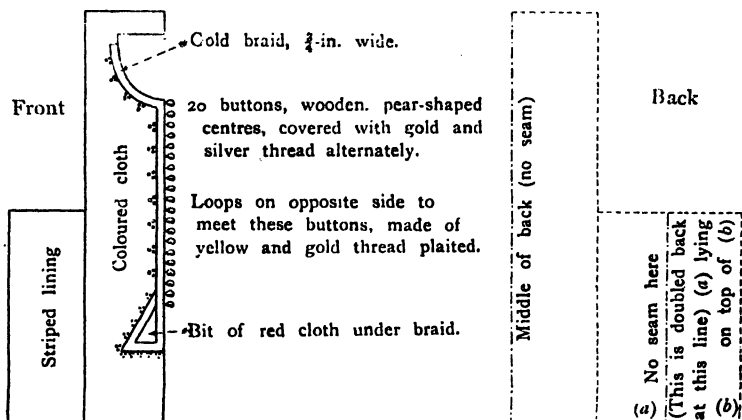 Gold braid, ¾-in. wide.
Front
20 buttons, wooden. pear-shaped
centres, covered with gold and
silver thread alternately.
Coloured cloth
Loops on opposite side to
meet these buttons, made of
yellow and gold thread plaited.
Striped lining
Bit of red cloth under braid.
Middle of back (no seam)
Back
(a) No seam here
(This is doubled back
at this line) (a) lying
(b) on top of (b)